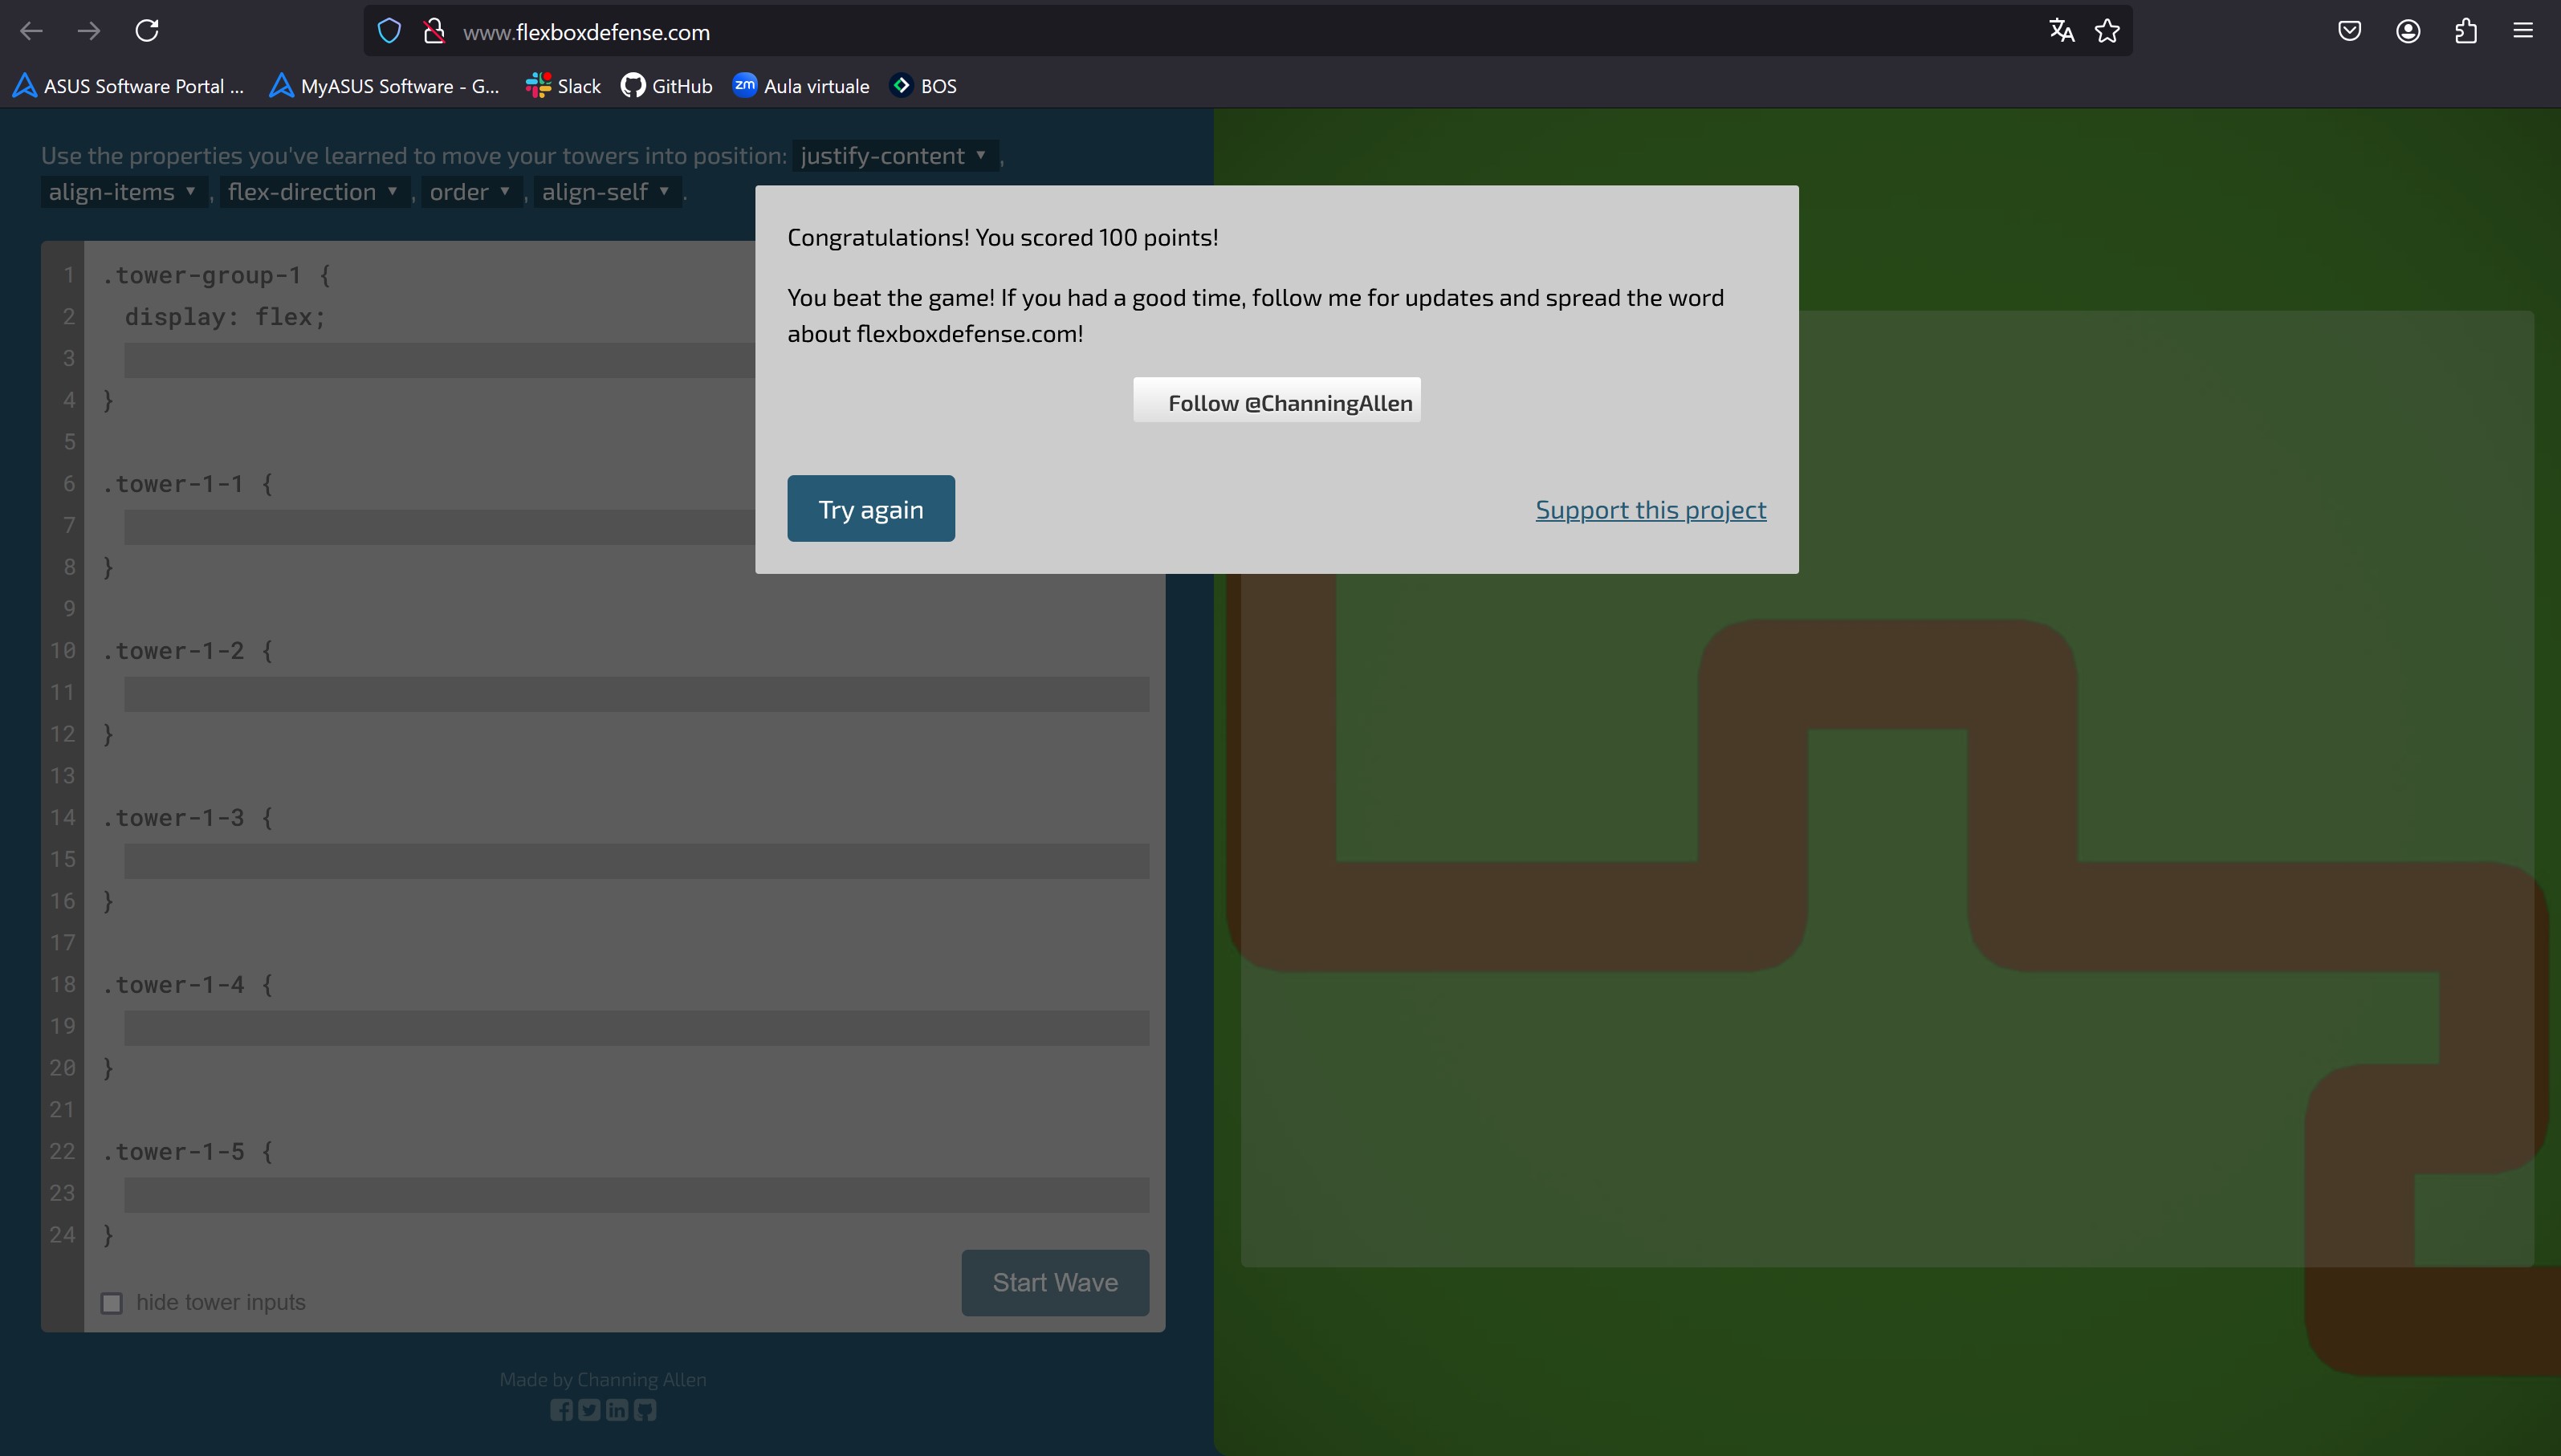 www.flexboxdefense.com
ASUS Software Portal ... MyASUS Software - G... Slack GitHub zm Aula virtuale BOS
Use the properties you've learned to move your towers into position: justify-content ▼,
align-items ▼, flex-direction ▼, order ▼, align-self ▼.
Congratulations! You scored 100 points!
You beat the game! If you had a good time, follow me for updates and spread the word
about flexboxdefense.com!
Follow @ChanningAllen
Try again
Support this project
1 .tower-group-1 {
2 display: flex;
3
4 }
5
6 .tower-1-1 {
7
8 }
9
10 .tower-1-2 {
11
12 }
13
14 .tower-1-3 {
15
16 }
17
18 .tower-1-4 {
19
20 }
21
22 .tower-1-5 {
23
24 }
Start Wave
hide tower inputs
Made by Channing Allen